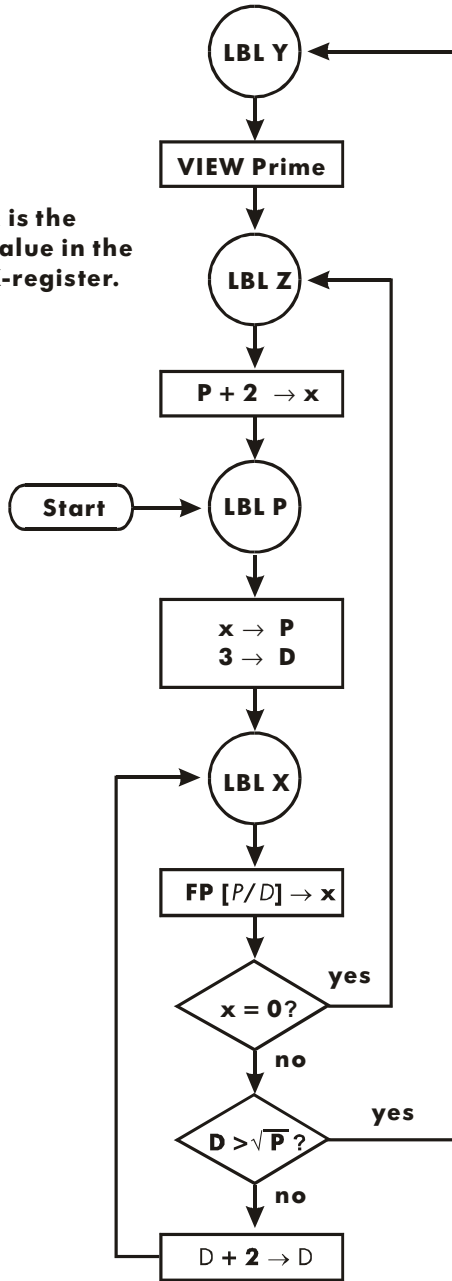 LBL Y
VIEW Prime
is the
alue in the
-register.
LBL Z
P + 2 → x
Start
LBL P
x → P
3 → D
LBL X
FP [P/D] → x
yes
x = 0?
no
yes
D > √P ?
no
D + 2 → D